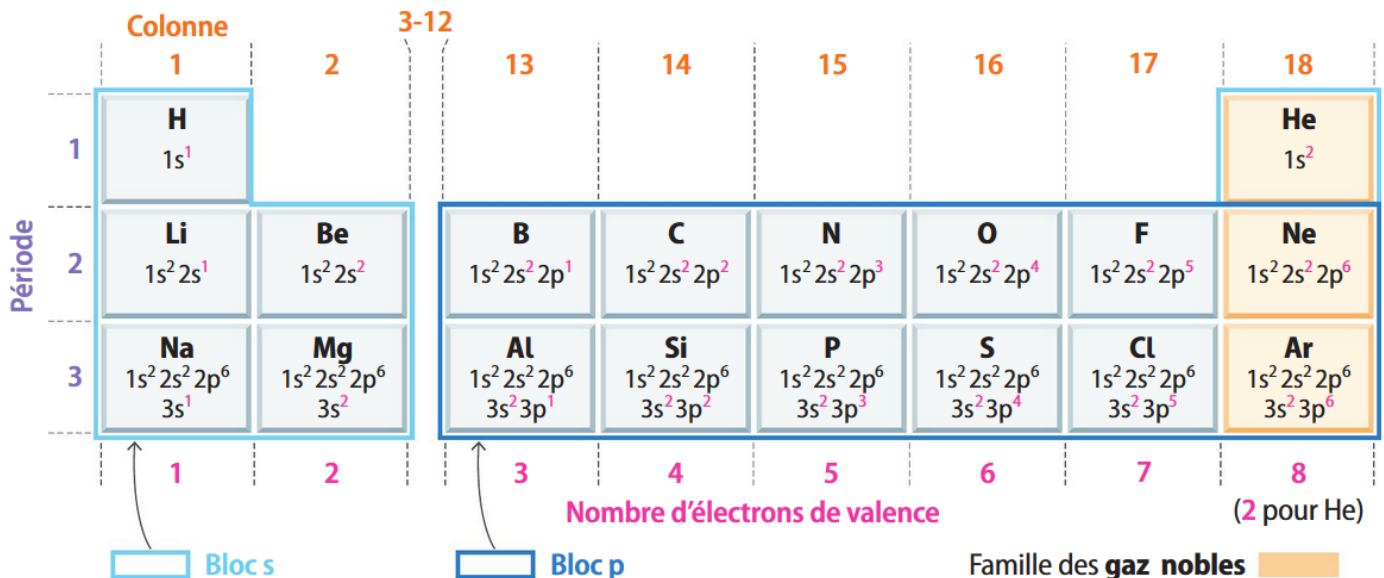 Colonne 3-12
1 2 13 14 15 16 17 18
Période
1
H
1s¹
He
1s²
2
Li
1s² 2s¹
Be
1s² 2s²
B
1s² 2s² 2p¹
C
1s² 2s² 2p²
N
1s² 2s² 2p³
O
1s² 2s² 2p⁴
F
1s² 2s² 2p⁵
Ne
1s² 2s² 2p⁶
3
Na
1s² 2s² 2p⁶
3s¹
Mg
1s² 2s² 2p⁶
3s²
Al
1s² 2s² 2p⁶
3s² 3p¹
Si
1s² 2s² 2p⁶
3s² 3p²
P
1s² 2s² 2p⁶
3s² 3p³
S
1s² 2s² 2p⁶
3s² 3p⁴
Cl
1s² 2s² 2p⁶
3s² 3p⁵
Ar
1s² 2s² 2p⁶
3s² 3p⁶
1 2 3 4 5 6 7 8
Nombre d'électrons de valence
(2 pour He)
Bloc s
Bloc p
Famille des gaz nobles